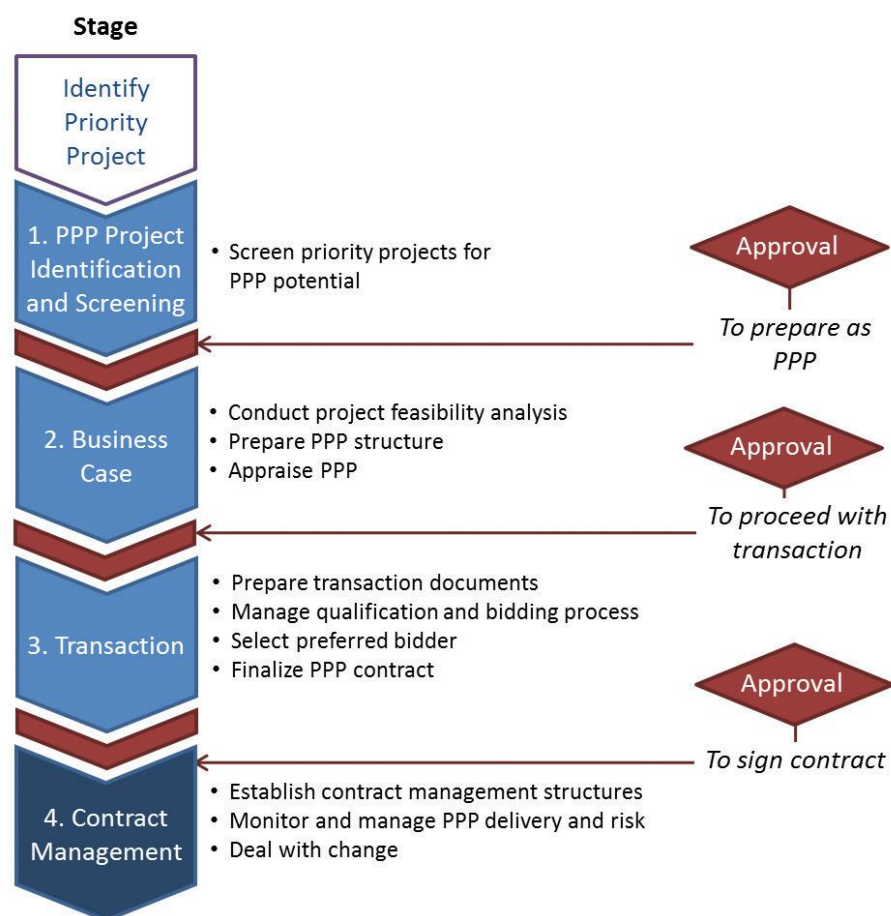 Stage
Identify
Priority
Project
1. PPP Project
Identification
and Screening
• Screen priority projects for
PPP potential
Approval
To prepare as
PPP
2. Business
Case
• Conduct project feasibility analysis
• Prepare PPP structure
• Appraise PPP
Approval
To proceed with
transaction
3. Transaction
• Prepare transaction documents
• Manage qualification and bidding process
• Select preferred bidder
• Finalize PPP contract
Approval
To sign contract
4. Contract
Management
• Establish contract management structures
• Monitor and manage PPP delivery and risk
• Deal with change